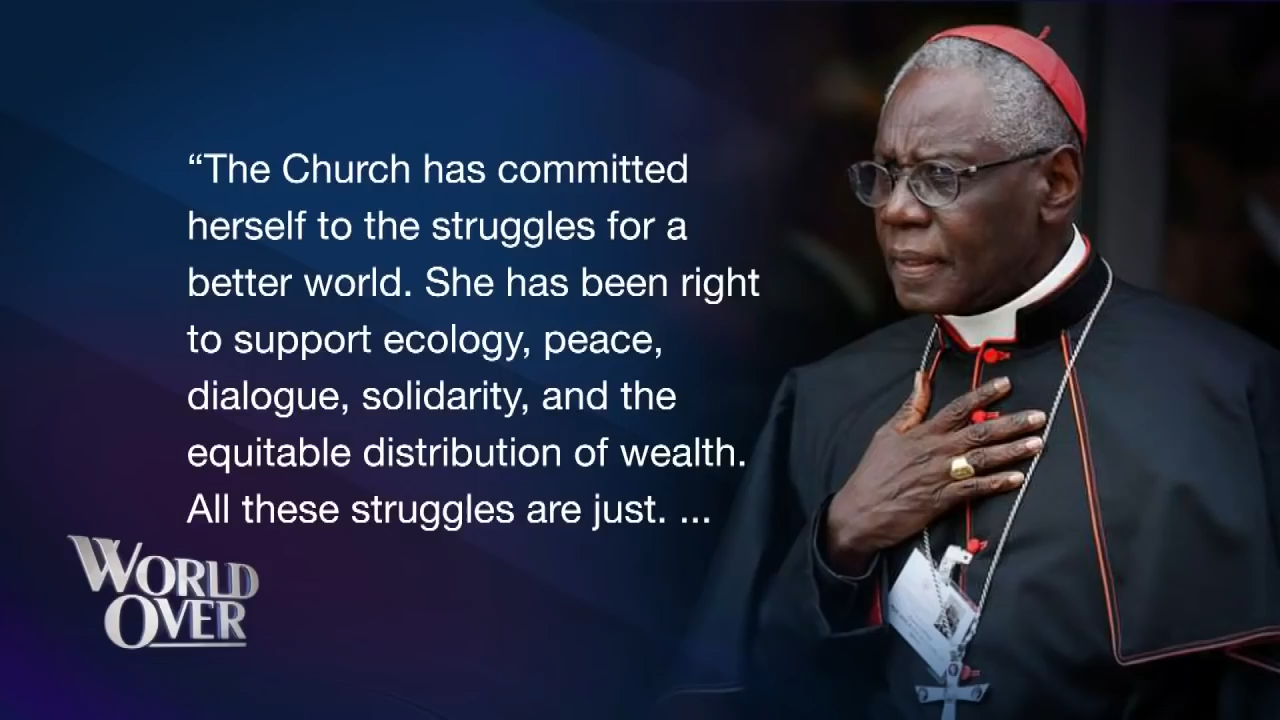 “The Church has committed
herself to the struggles for a
better world. She has been right
to support ecology, peace,
dialogue, solidarity, and the
equitable distribution of wealth.
All these struggles are just. ...
WORLD
OVER